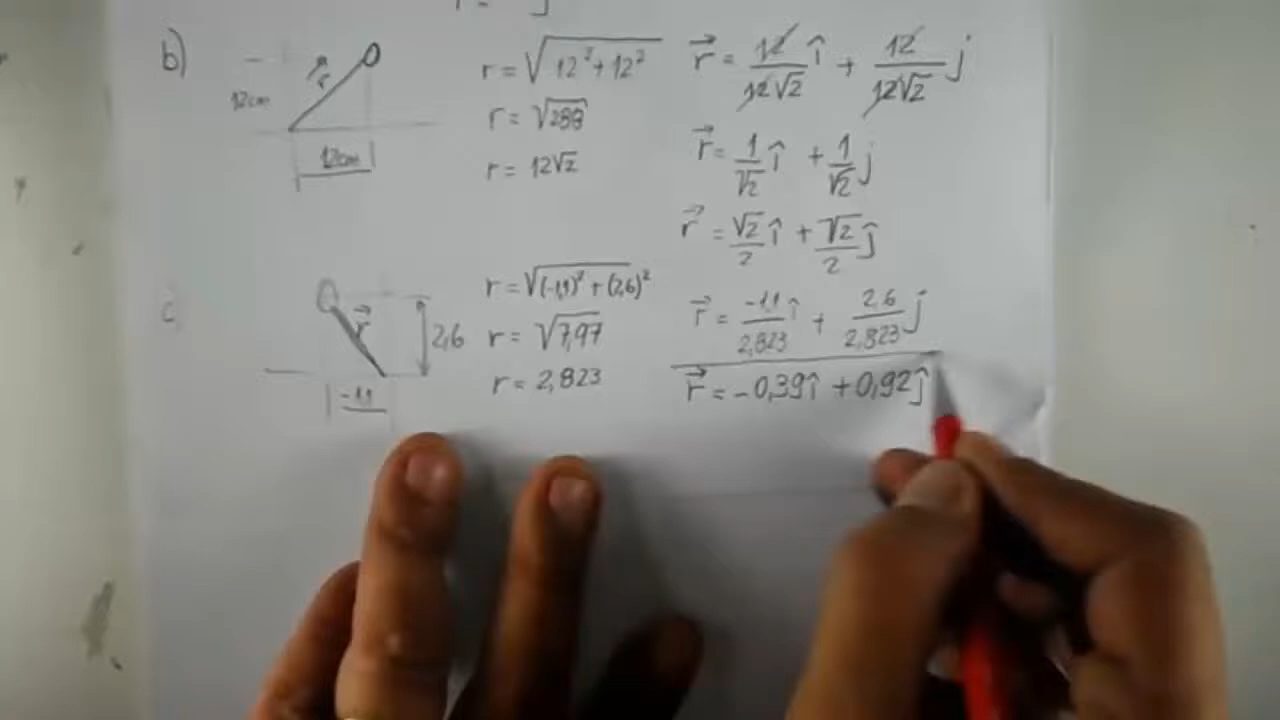 b)
r
12cm
12cm
r = √12² + 12²
r = √288
r = 12√2
r⃗ = 12/12√2 î + 12/12√2 j
r⃗ = 1/√2 î + 1/√2 j
r⃗ = √2/2 î + √2/2 ĵ
c
r⃗
2,6
-1,1
r = √(-1,1)² + (2,6)²
r = √7,97
r = 2,823
r⃗ = -1,1/2,823 î + 2,6/2,823 j
r⃗ = -0,39î + 0,92ĵ